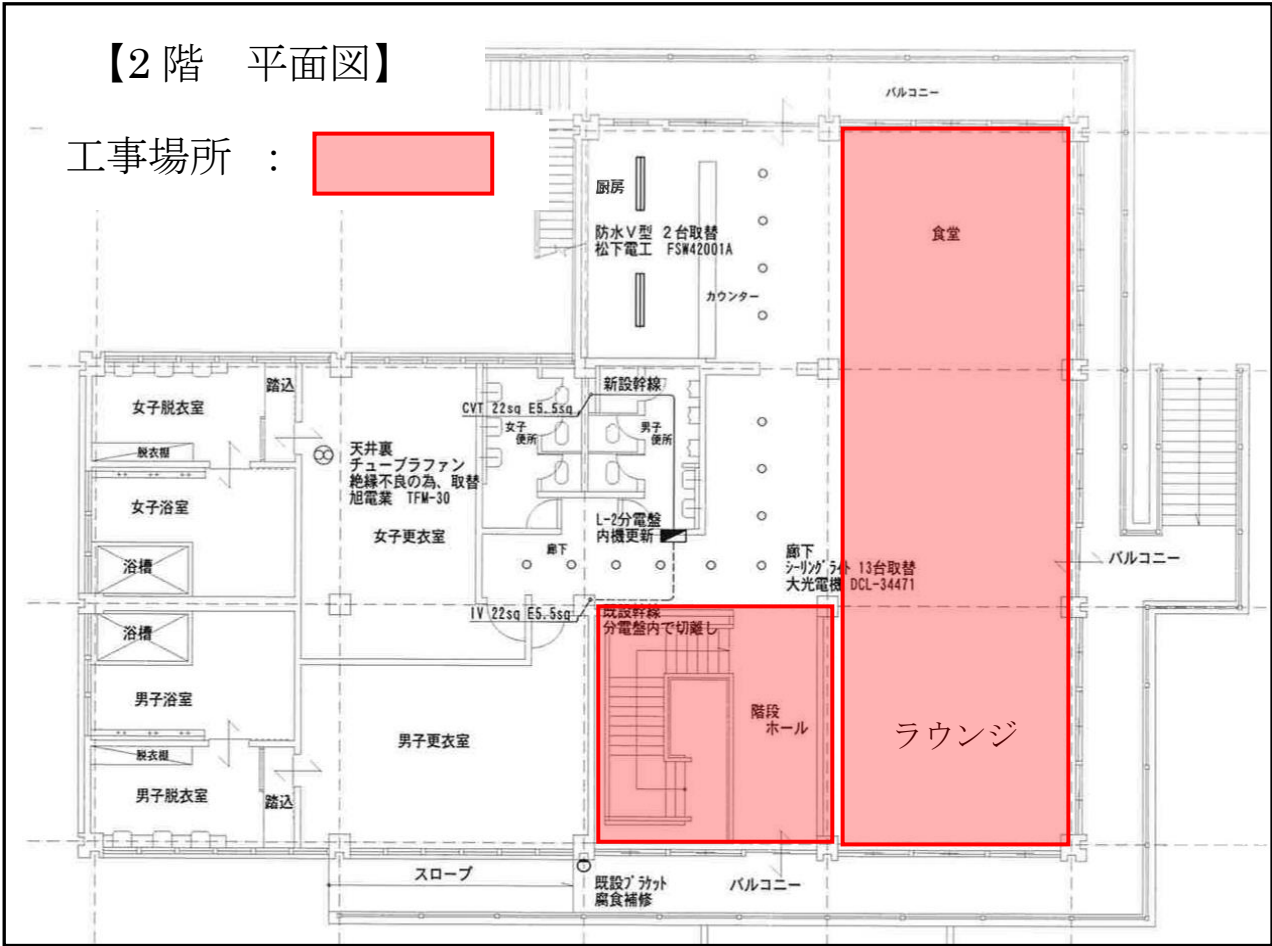 【2 階　平面図】
工事場所　：
バルコニー
厨房
防水V型 2台取替
松下電工 FSW42001A
カウンター
食堂
踏込
女子脱衣室
脱衣棚
新設幹線
CVT 22sq E5.5sq
女子
便所
男子
便所
天井裏
チューブラファン
絶縁不良の為、取替
旭電業 TFM-30
女子浴室
女子更衣室
L-2分電盤
内機更新
浴槽
廊下
廊下
シーリングライト 13台取替
大光電機 DCL-34471
バルコニー
IV 22sq E5.5sq
既設幹線
分電盤内で切離し
浴槽
男子浴室
階段
ホール
ラウンジ
男子更衣室
脱衣棚
男子脱衣室
踏込
スロープ
既設ブラケット
腐食補修
バルコニー